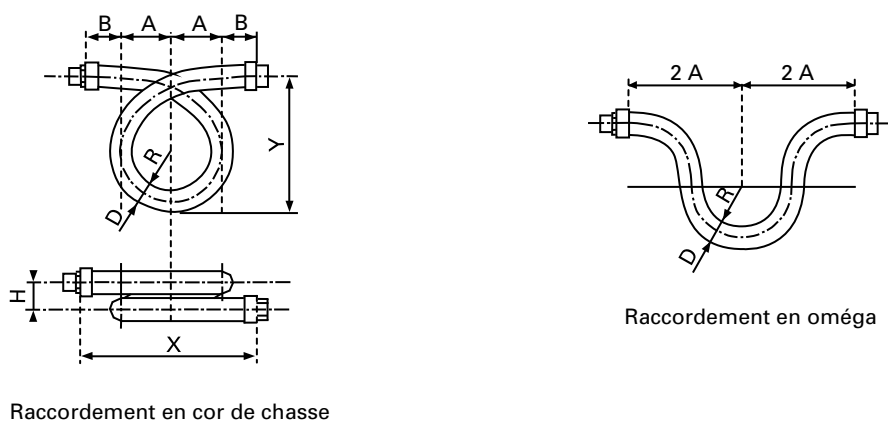 B A A B
2 A 2 A
Y
R
R
D
D
H
X
Raccordement en oméga
Raccordement en cor de chasse